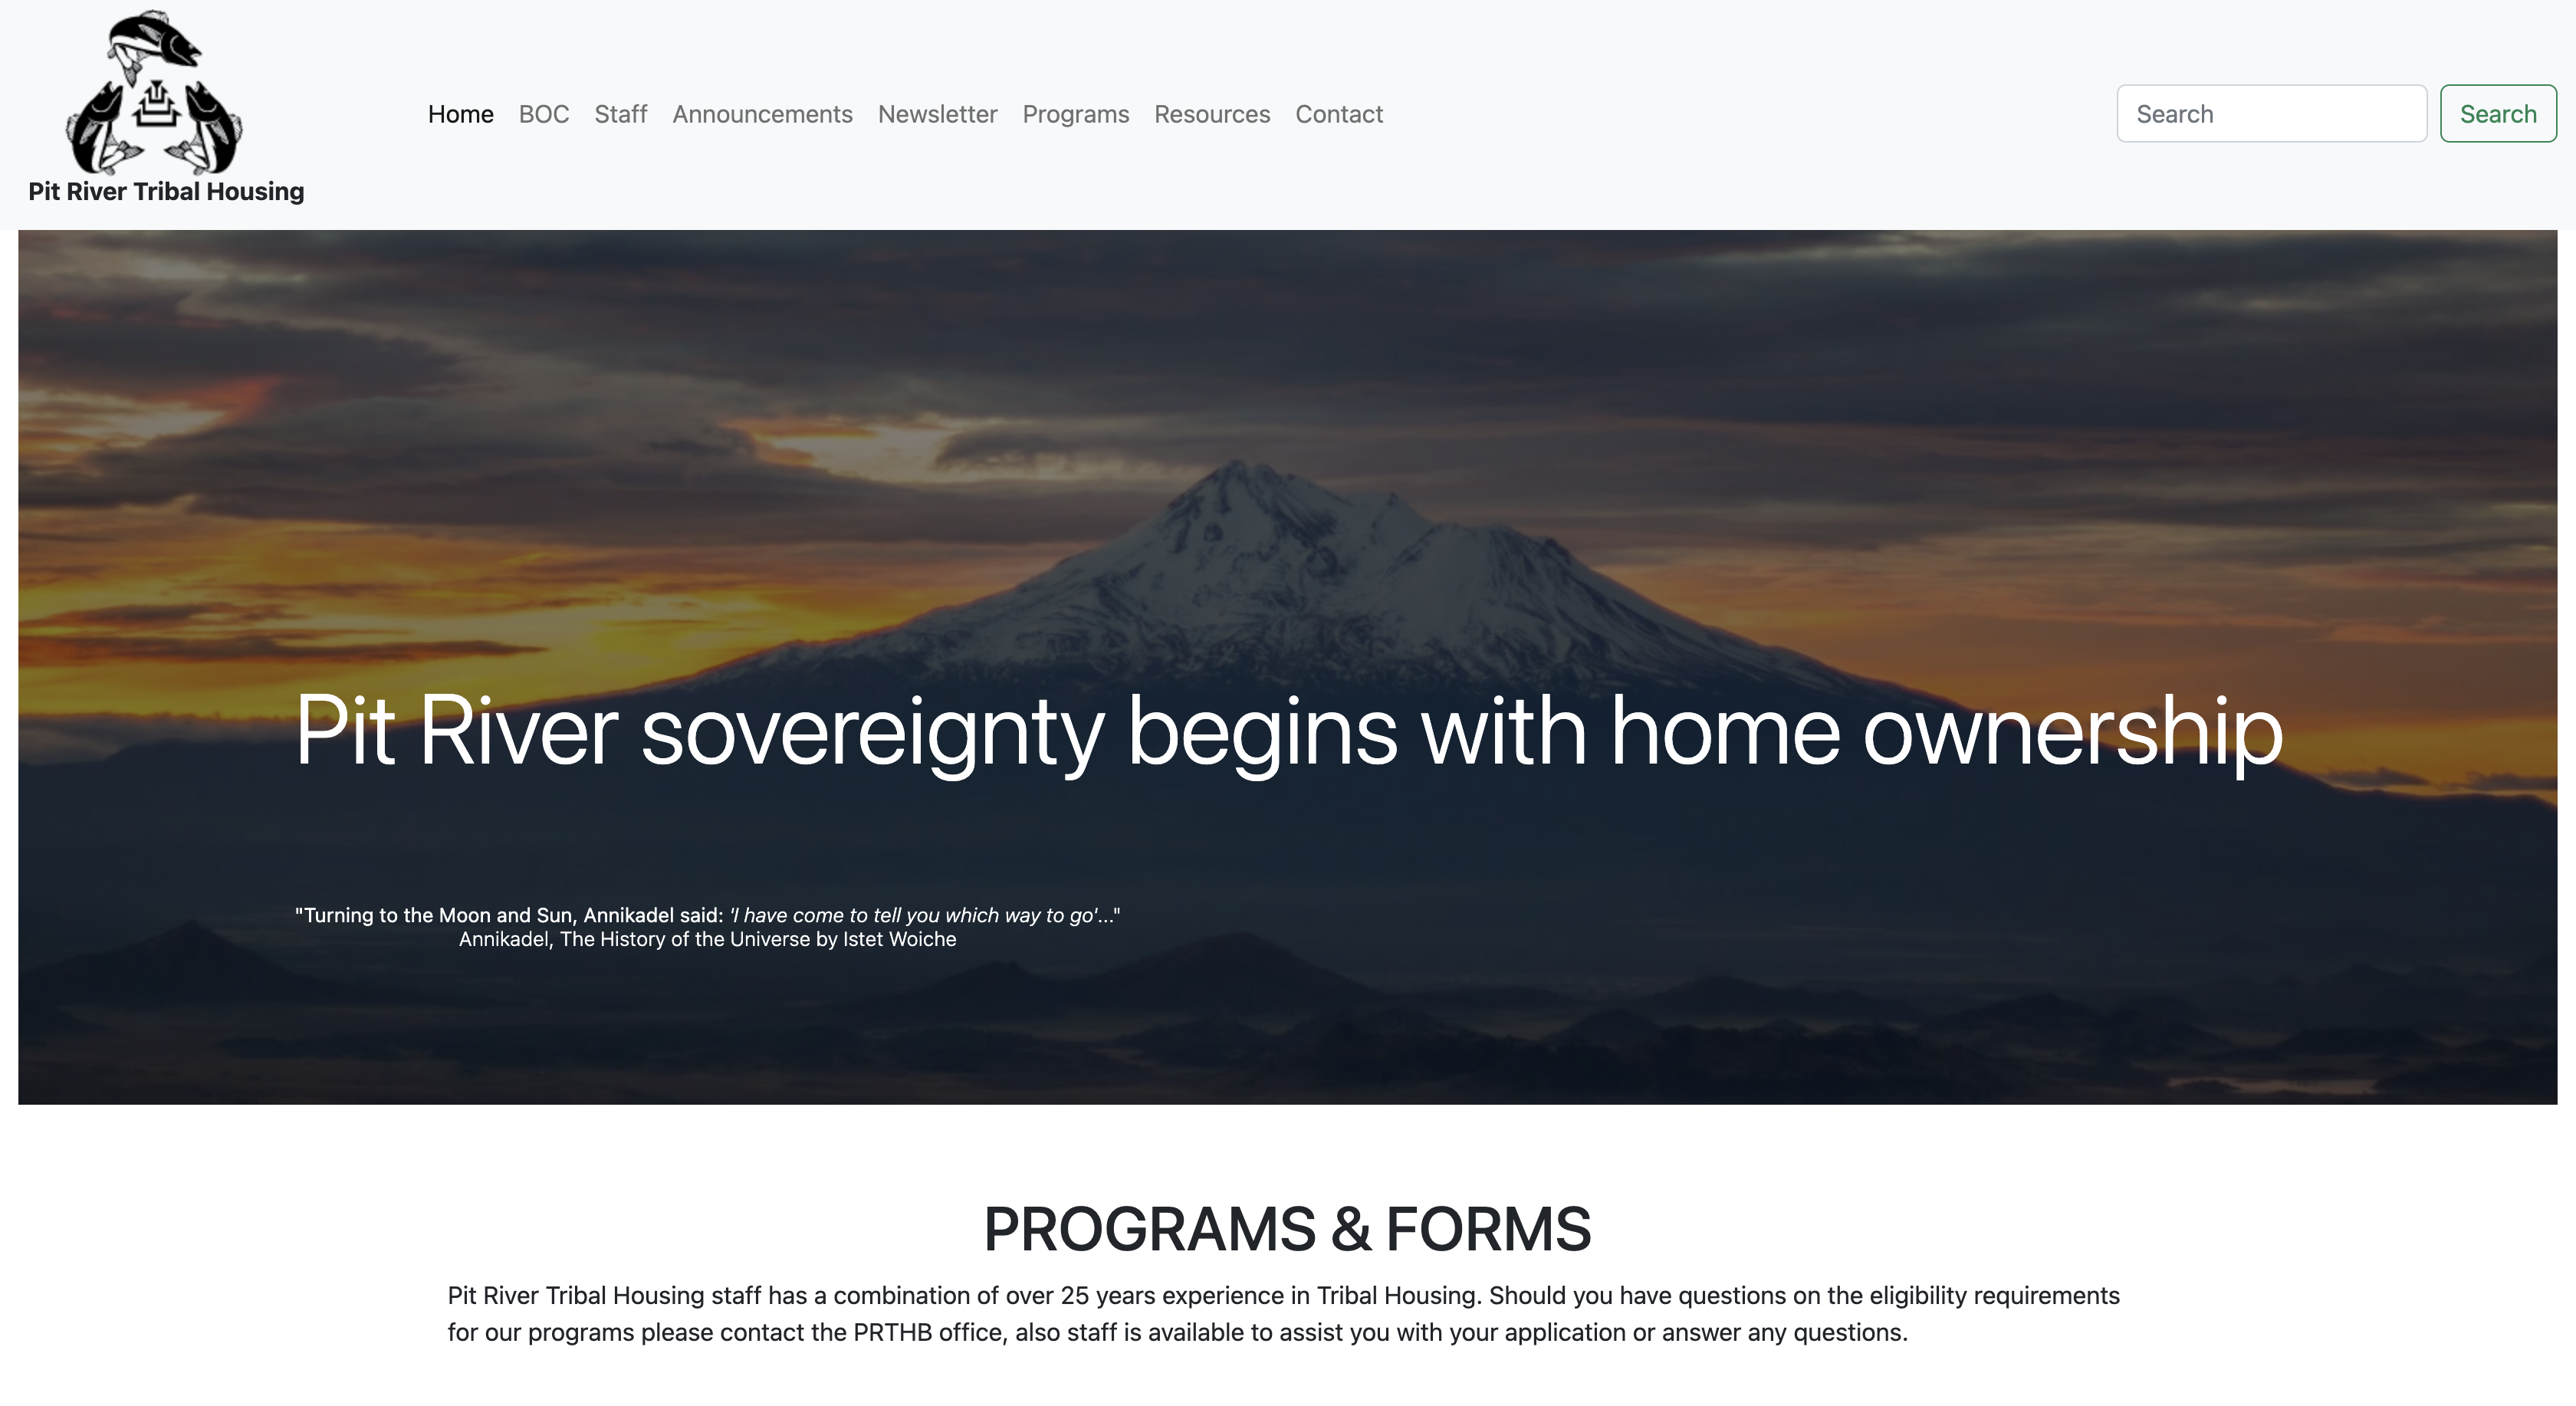 Pit River Tribal Housing
Home BOC Staff Announcements Newsletter Programs Resources Contact
Search Search
Pit River sovereignty begins with home ownership
"Turning to the Moon and Sun, Annikadel said: 'I have come to tell you which way to go'..."
Annikadel, The History of the Universe by Istet Woiche
PROGRAMS & FORMS
Pit River Tribal Housing staff has a combination of over 25 years experience in Tribal Housing. Should you have questions on the eligibility requirements
for our programs please contact the PRTHB office, also staff is available to assist you with your application or answer any questions.